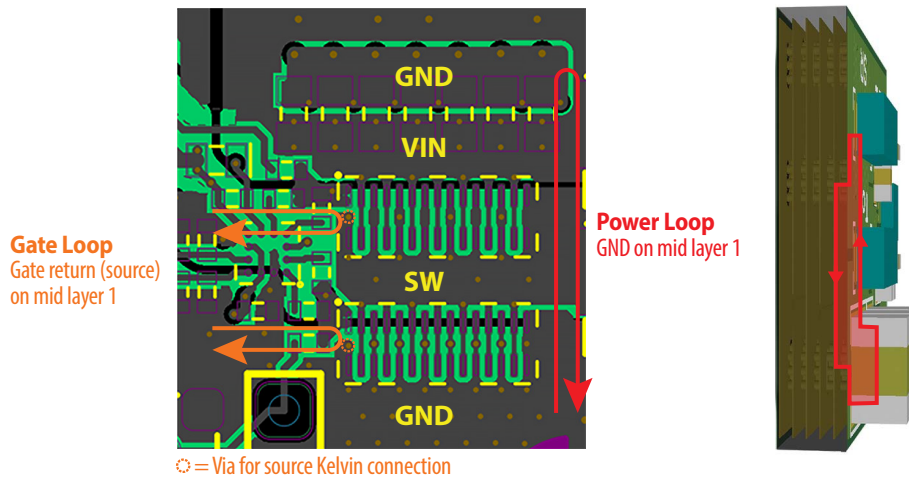 GND
VIN
Gate Loop
Gate return (source)
on mid layer 1
SW
Power Loop
GND on mid layer 1
GND
= Via for source Kelvin connection